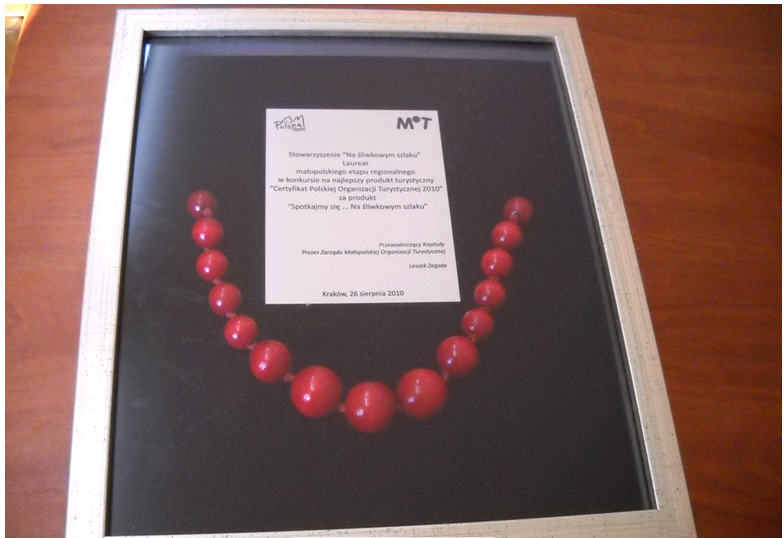 Polska
MOT
Stowarzyszenie "Na śliwkowym szlaku"
Laureat
małopolskiego etapu regionalnego
w konkursie na najlepszy produkt turystyczny
"Certyfikat Polskiej Organizacji Turystycznej 2010"
za produkt
"Spotkajmy się ... Na śliwkowym szlaku"
Przewodniczący Kapituły
Prezes Zarządu Małopolskiej Organizacji Turystycznej
Leszek Zegzda
Kraków, 26 sierpnia 2010